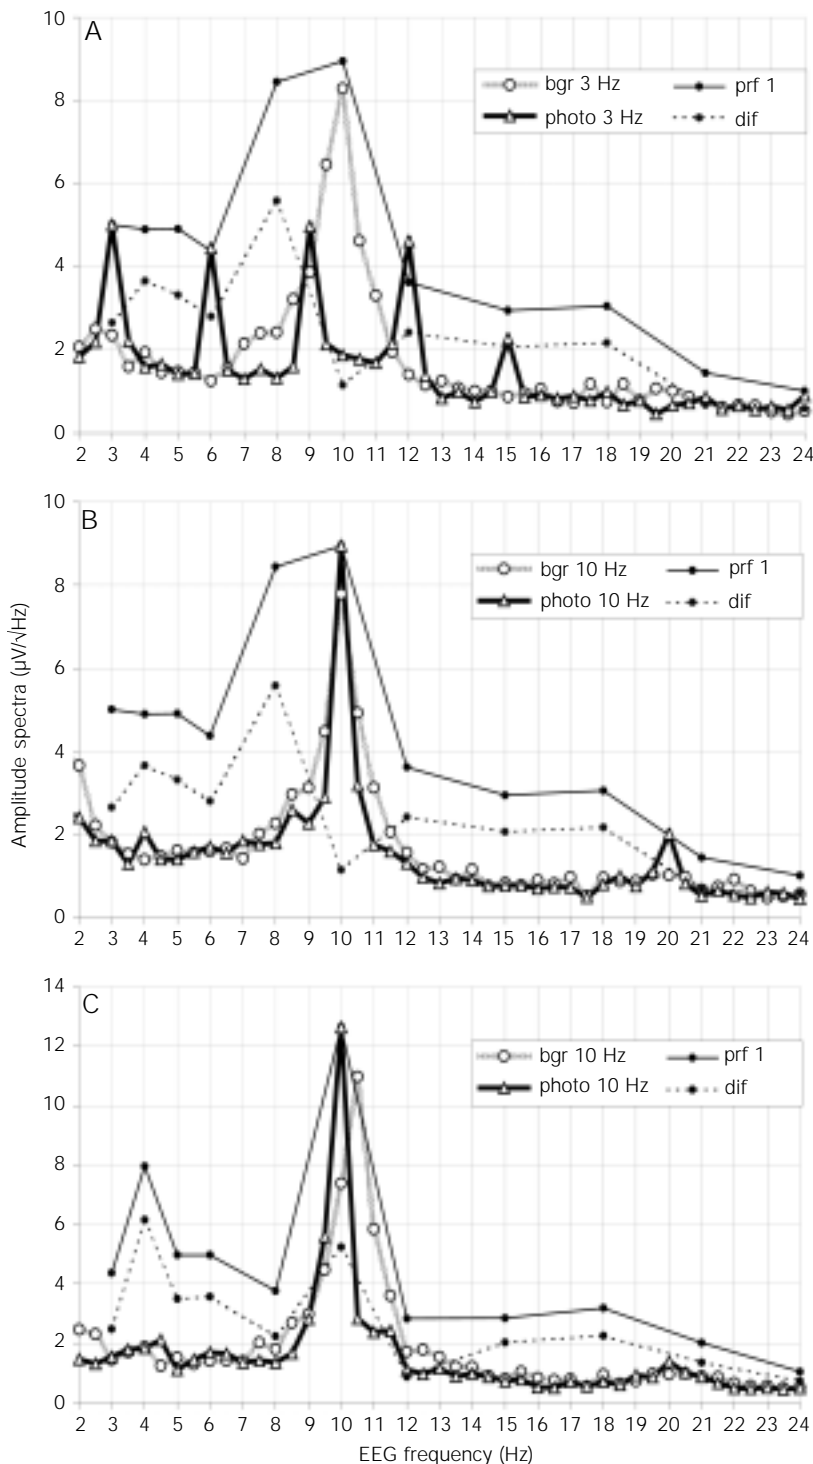 10
A
bgr 3 Hz prf 1
photo 3 Hz dif
8
6
4
2
0
2 3 4 5 6 7 8 9 10 11 12 13 14 15 16 17 18 19 20 21 22 23 24
10
B
bgr 10 Hz prf 1
photo 10 Hz dif
8
6
4
2
0
2 3 4 5 6 7 8 9 10 11 12 13 14 15 16 17 18 19 20 21 22 23 24
Amplitude spectra (µV/√Hz)
14
C
bgr 10 Hz prf 1
photo 10 Hz dif
12
10
8
6
4
2
0
2 3 4 5 6 7 8 9 10 11 12 13 14 15 16 17 18 19 20 21 22 23 24
EEG frequency (Hz)